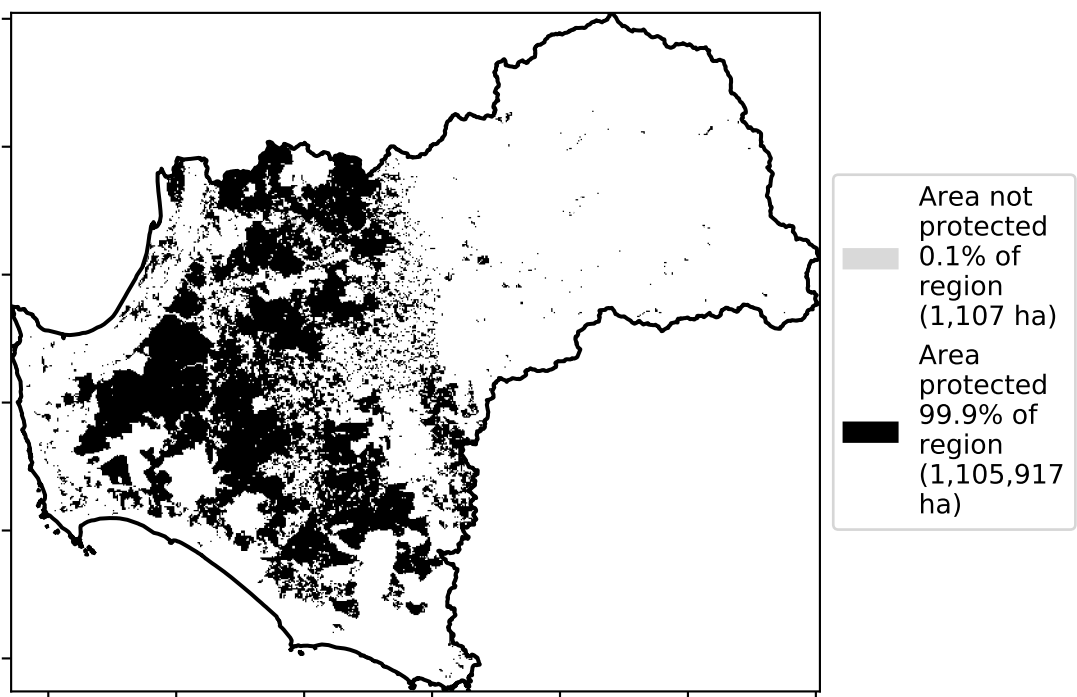 Area not
protected
0.1% of
region
(1,107 ha)
Area
protected
99.9% of
region
(1,105,917
ha)